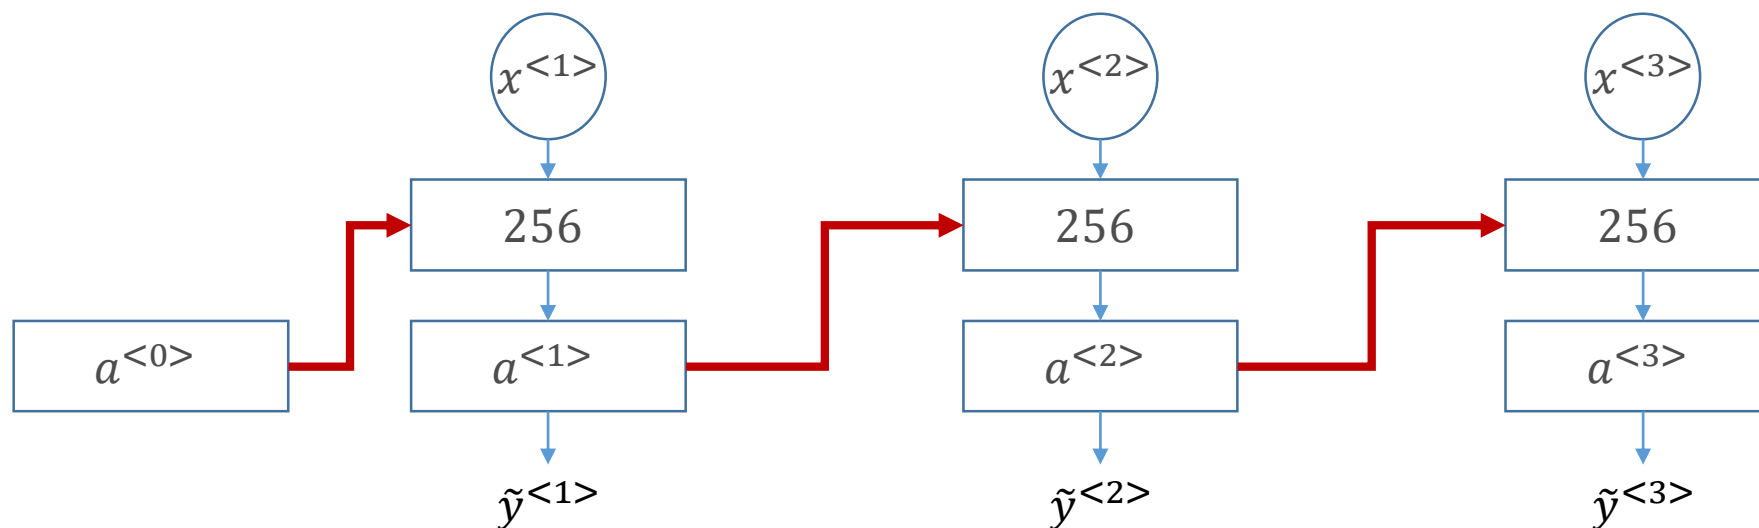 x<1> x<2> x<3>
256 256 256
a<0> a<1> a<2> a<3>
ỹ<1> ỹ<2> ỹ<3>